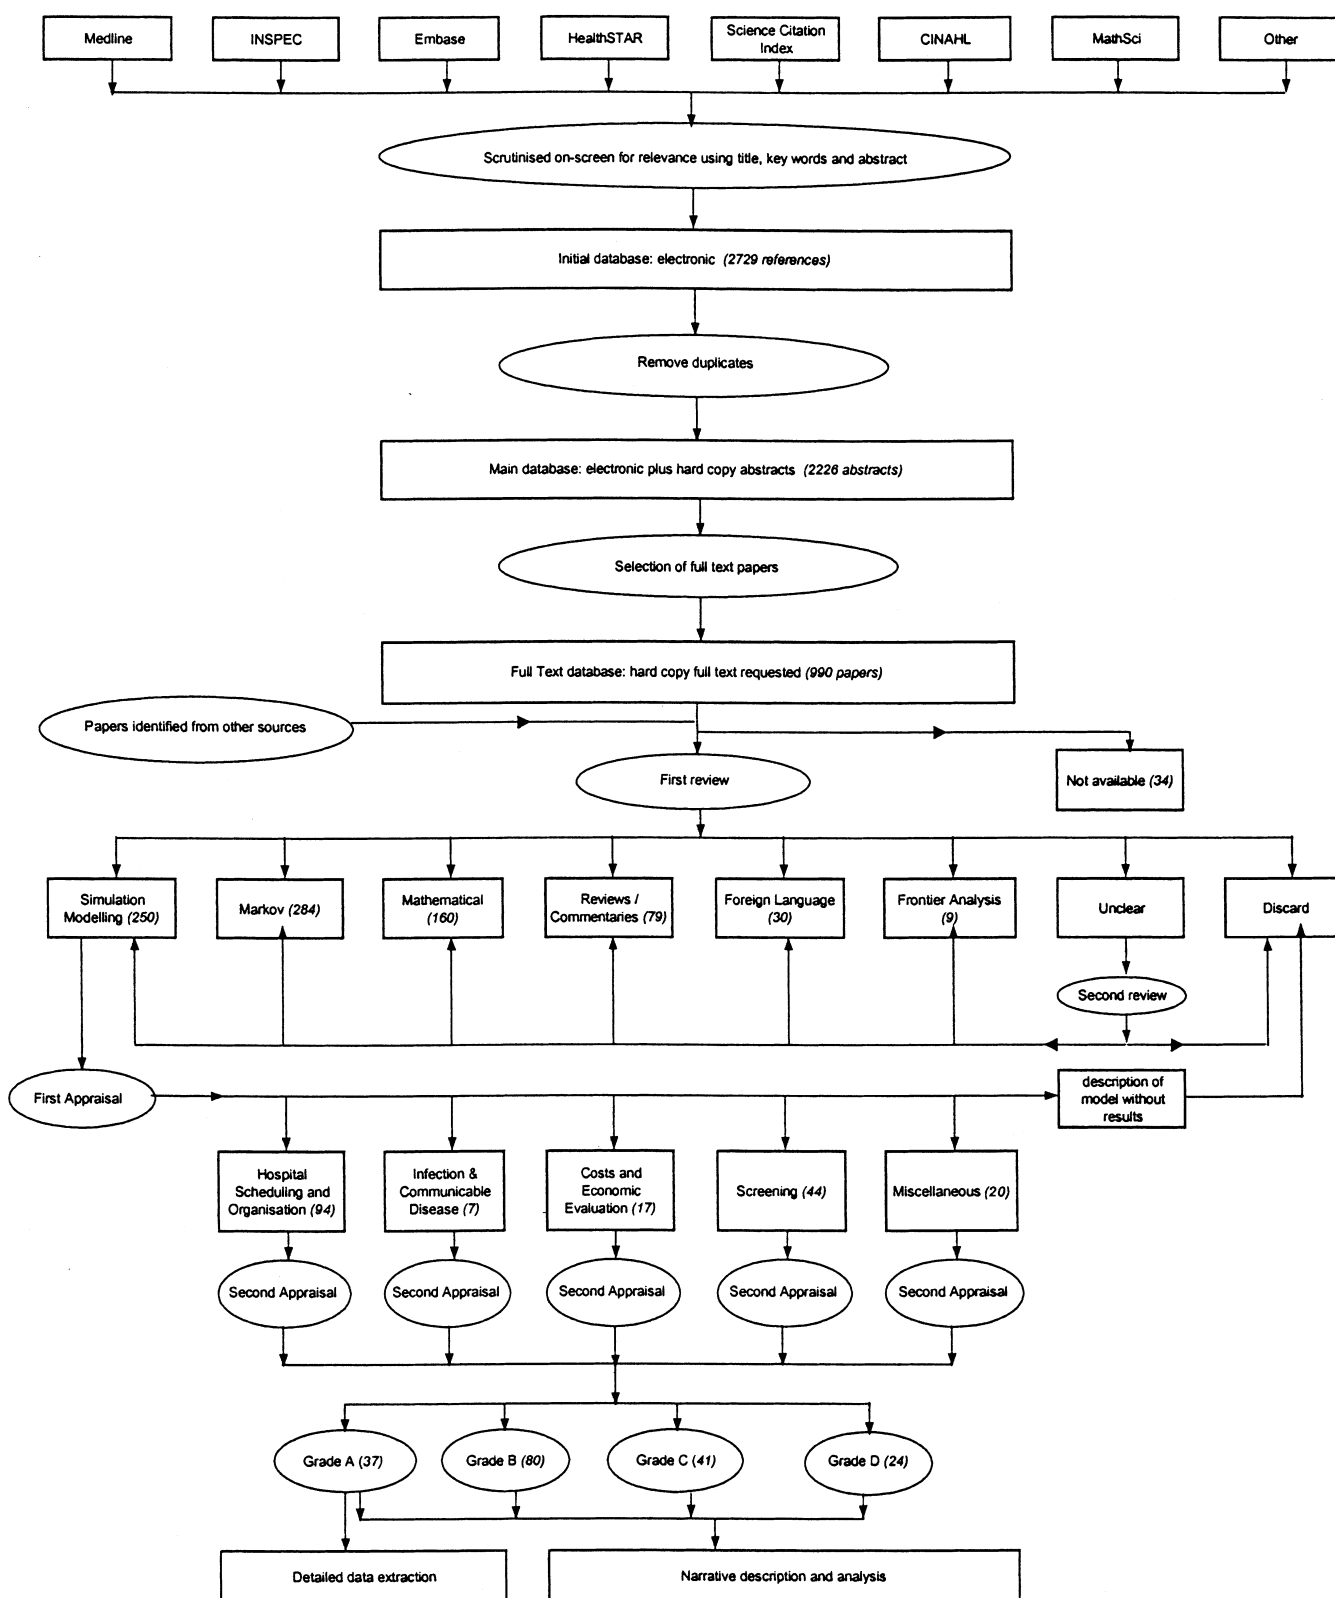 Medline
INSPEC
Embase
HealthSTAR
Science Citation
Index
CINAHL
MathSci
Other
Scrutinised on-screen for relevance using title, key words and abstract
Initial database: electronic (2729 references)
Remove duplicates
Main database: electronic plus hard copy abstracts (2226 abstracts)
Selection of full text papers
Full Text database: hard copy full text requested (990 papers)
Papers identified from other sources
First review
Not available (34)
Simulation
Modelling (250)
Markov (284)
Mathematical
(160)
Reviews /
Commentaries (79)
Foreign Language
(30)
Frontier Analysis
(9)
Unclear
Discard
Second review
First Appraisal
description of
model without
results
Hospital
Scheduling and
Organisation (94)
Infection &
Communicable
Disease (7)
Costs and
Economic
Evaluation (17)
Screening (44)
Miscellaneous (20)
Second Appraisal
Second Appraisal
Second Appraisal
Second Appraisal
Second Appraisal
Grade A (37)
Grade B (80)
Grade C (41)
Grade D (24)
Detailed data extraction
Narrative description and analysis